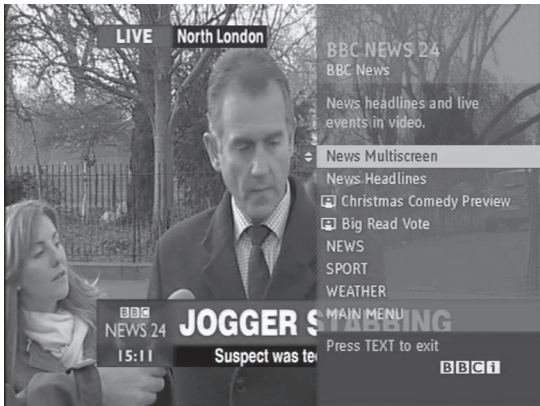 LIVE
North London
BBC NEWS 24
BBC News
News headlines and live
events in video.
News Multiscreen
News Headlines
Christmas Comedy Preview
Big Read Vote
NEWS
SPORT
WEATHER
MAIN MENU
Press TEXT to exit
BBCi
BBC
NEWS 24
15:11
JOGGER STABBING
Suspect was